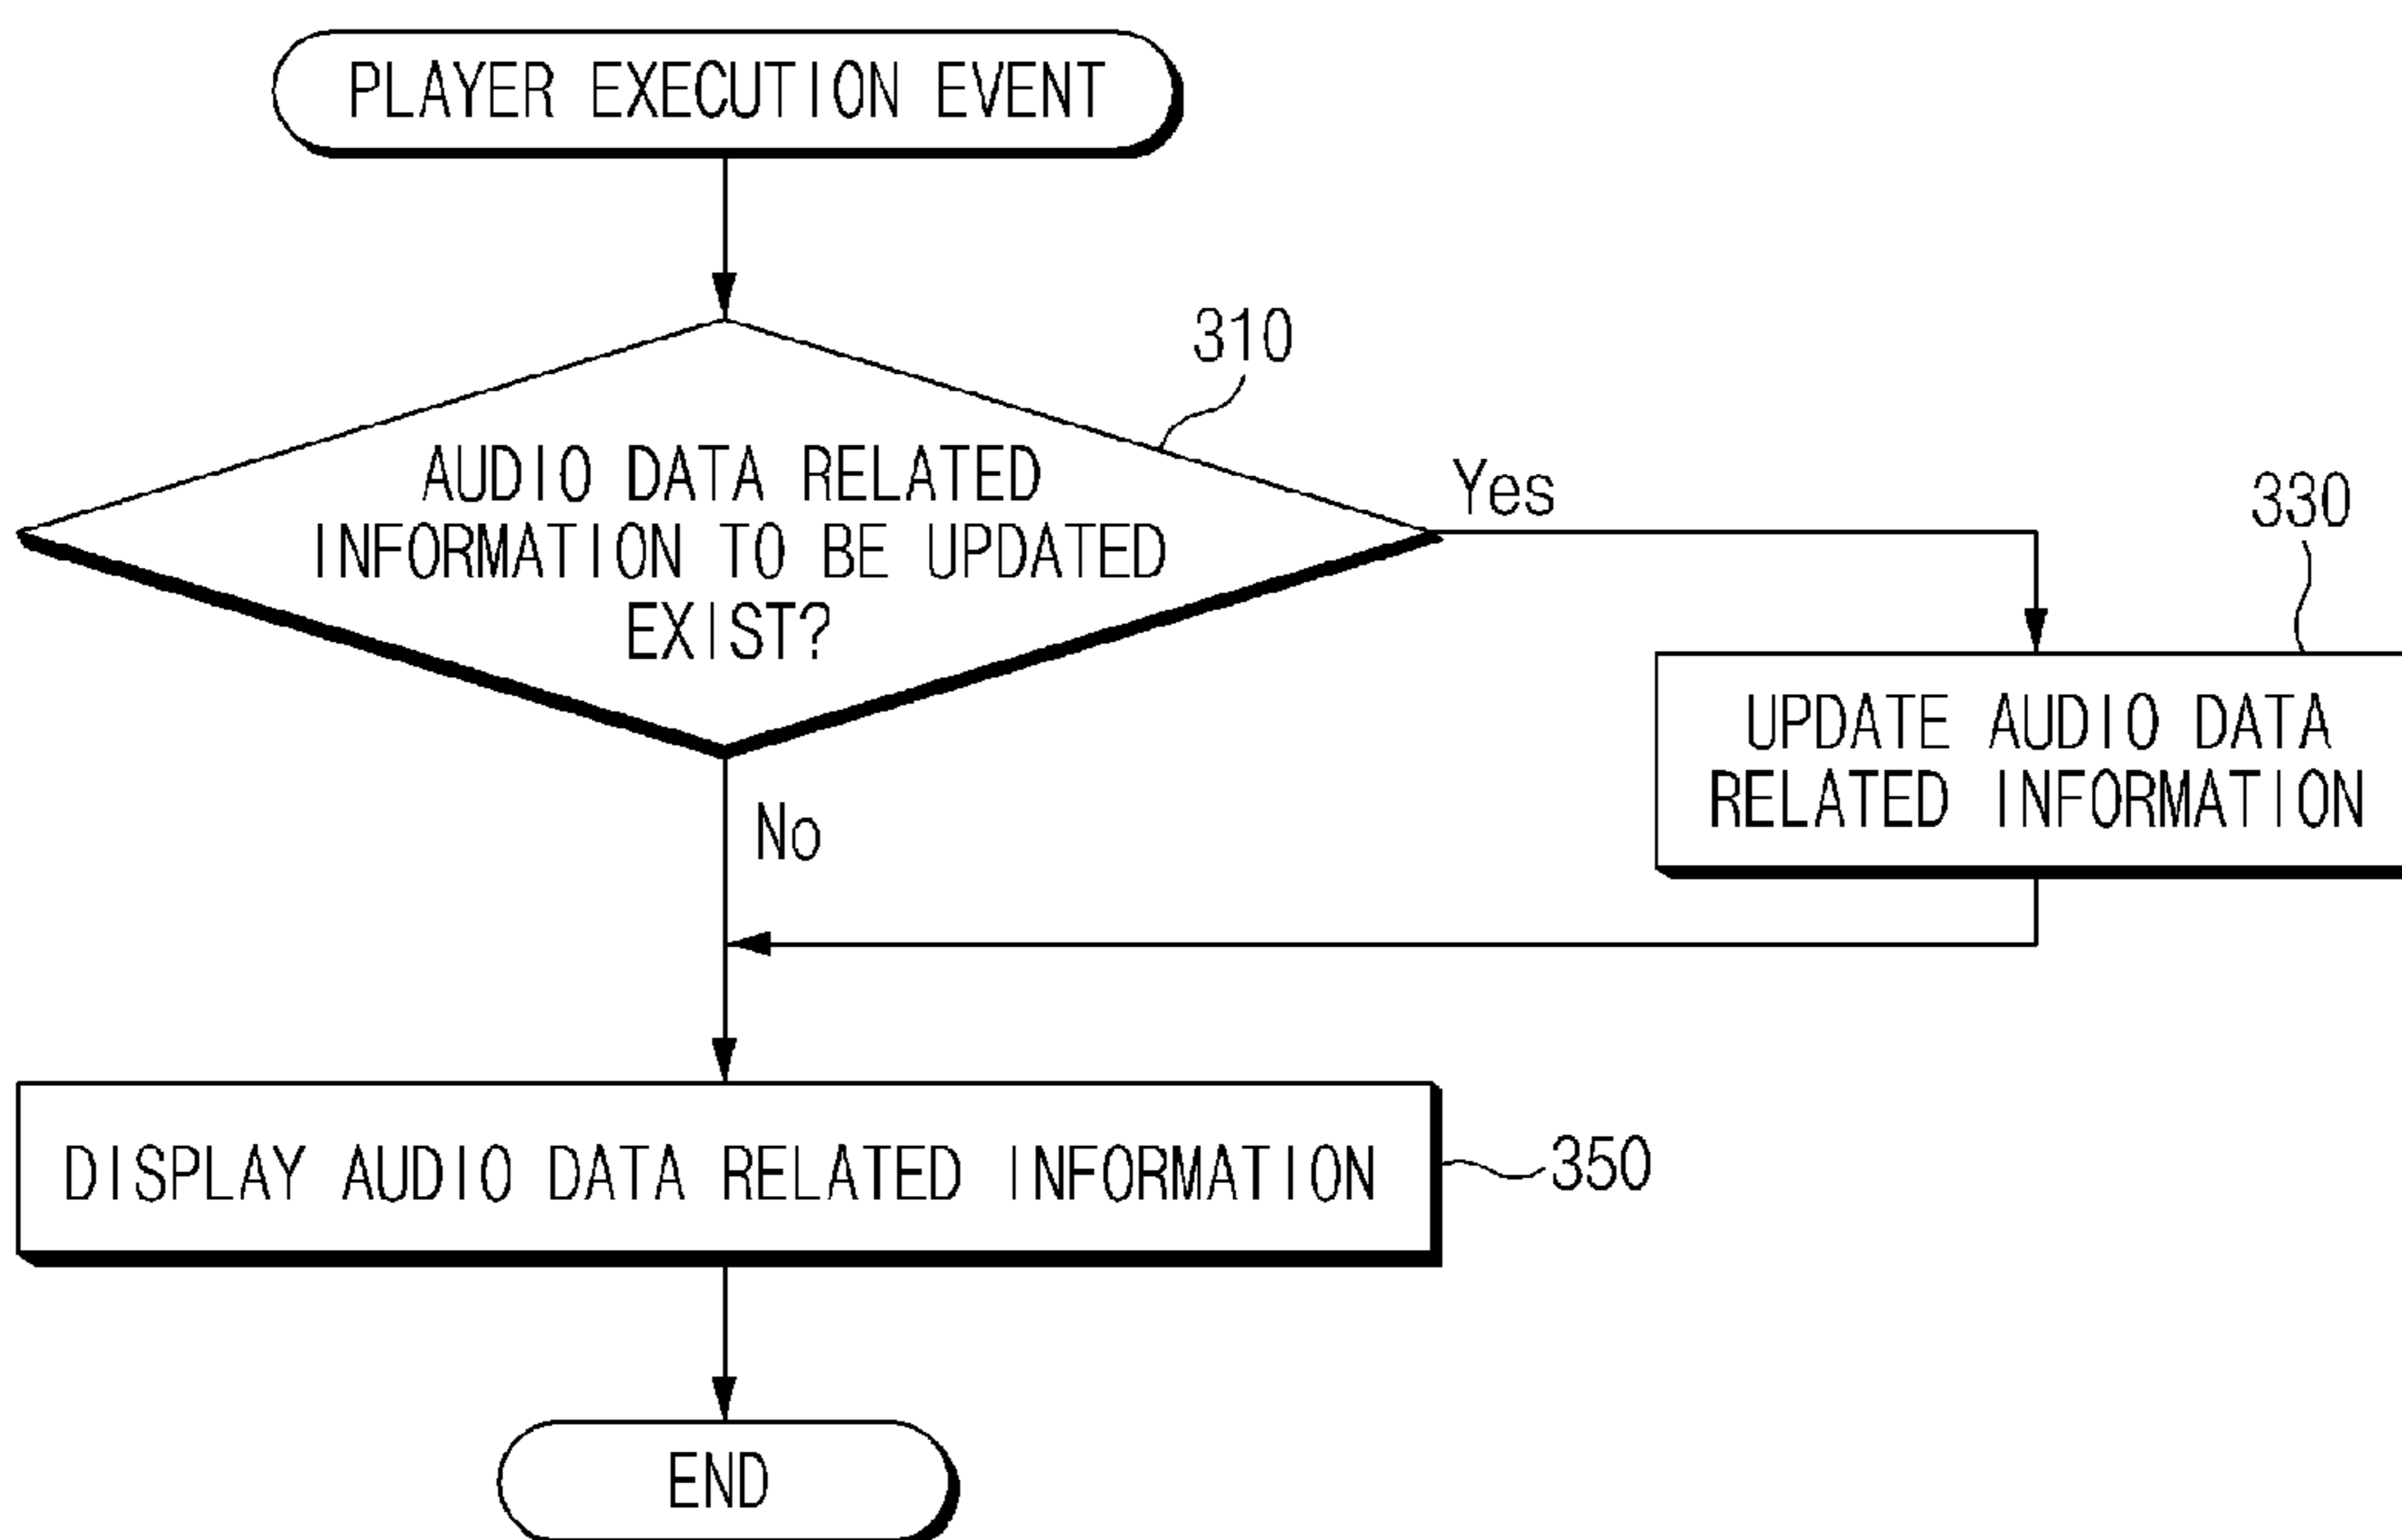 PLAYER EXECUTION EVENT
310
AUDIO DATA RELATED
INFORMATION TO BE UPDATED
EXIST?
Yes
330
UPDATE AUDIO DATA
RELATED INFORMATION
No
DISPLAY AUDIO DATA RELATED INFORMATION
350
END